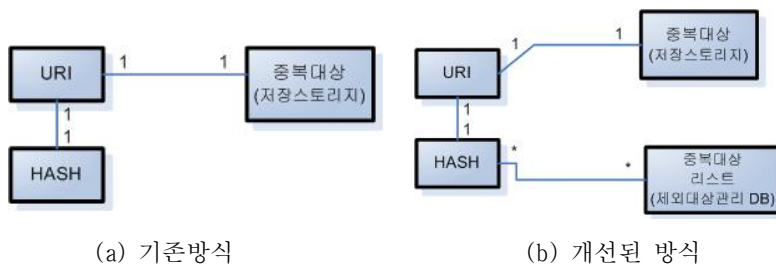 URI
1
1
중복대상
(저장스토리지)
1
1
HASH
(a) 기존방식
URI
1
1
중복대상
(저장스토리지)
1
1
HASH
*
*
중복대상
리스트
(제외대상관리 DB)
(b) 개선된 방식